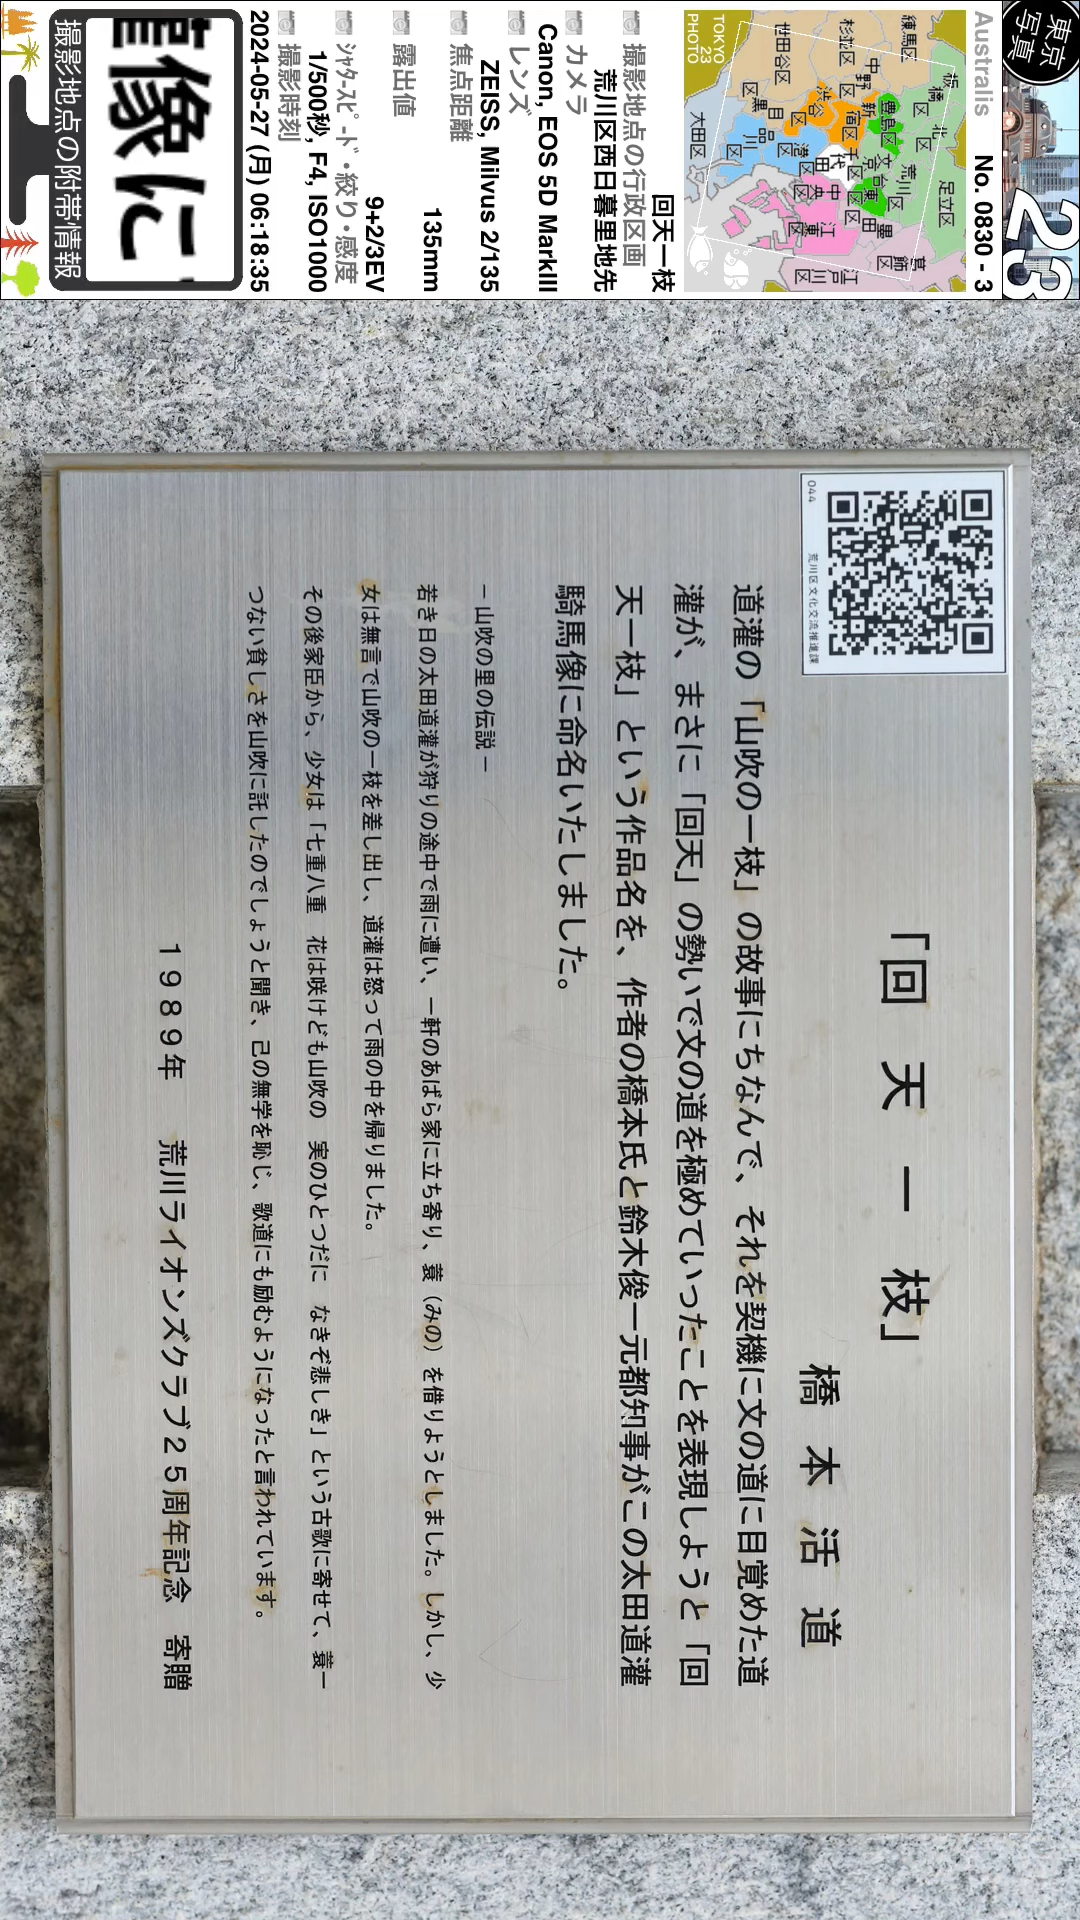 東京
写真
23
Australis No. 0830 - 3
練馬区
板橋区
北区
足立区
杉並区
中野区
豊島区
荒川区
葛飾区
世田谷区
渋谷区
新宿区
文京区
台東区
墨田区
目黒区
港区
千代田区
中央区
江東区
江戸川区
品川区
大田区
TOKYO
23
PHOTO
回天一枝
撮影地点の行政区画
荒川区西日暮里地先
カメラ
Canon, EOS 5D MarkIII
レンズ
ZEISS, Milvus 2/135
焦点距離
135mm
露出値
9+2/3EV
シャッタースピード・絞り・感度
1/500秒, F4, ISO1000
撮影時刻
2024-05-27 (月) 06:18:35
像に
撮影地点の附帯情報
044 荒川区文化交流推進課
「回天一枝」
橋本活道
道灌の「山吹の一枝」の故事にちなんで、それを契機に文の道に目覚めた道
灌が、まさに「回天」の勢いで文の道を極めていったことを表現しようと「回
天一枝」という作品名を、作者の橋本氏と鈴木俊一元都知事がこの太田道灌
騎馬像に命名いたしました。
－山吹の里の伝説－
若き日の太田道灌が狩りの途中で雨に遭い、一軒のあばら家に立ち寄り、蓑（みの）を借りようとしました。しかし、少
女は無言で山吹の一枝を差し出し、道灌は怒って雨の中を帰りました。
その後家臣から、少女は「七重八重　花は咲けども山吹の　実のひとつだに　なきぞ悲しき」という古歌に寄せて、蓑一
つない貧しさを山吹に託したのでしょうと聞き、己の無学を恥じ、歌道にも励むようになったと言われています。
１９８９年　荒川ライオンズクラブ２５周年記念　寄贈